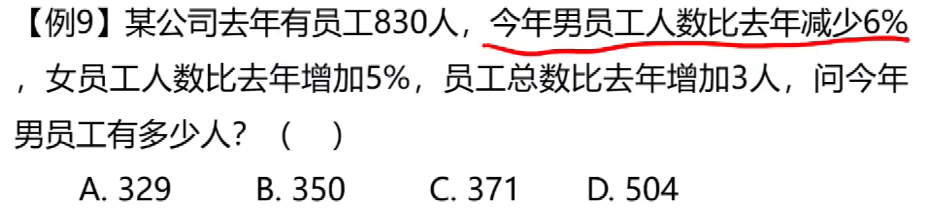 【例9】某公司去年有员工830人，今年男员工人数比去年减少6%
，女员工人数比去年增加5%，员工总数比去年增加3人，问今年
男员工有多少人？（ ）
A. 329 B. 350 C. 371 D. 504